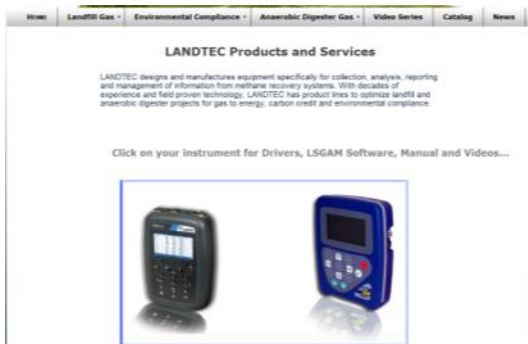 Home Landfill Gas Environmental Compliance Anaerobic Digester Gas Video Series Catalog News
LANDTEC Products and Services
LANDTEC designs and manufactures equipment specifically for collection, analysis, reporting
and management of information from methane recovery systems. With decades of
experience and field proven technology, LANDTEC has product lines to optimize landfill and
anaerobic digester projects for gas to energy, carbon credit and environmental compliance.
Click on your instrument for Drivers, LSGAM Software, Manual and Videos...